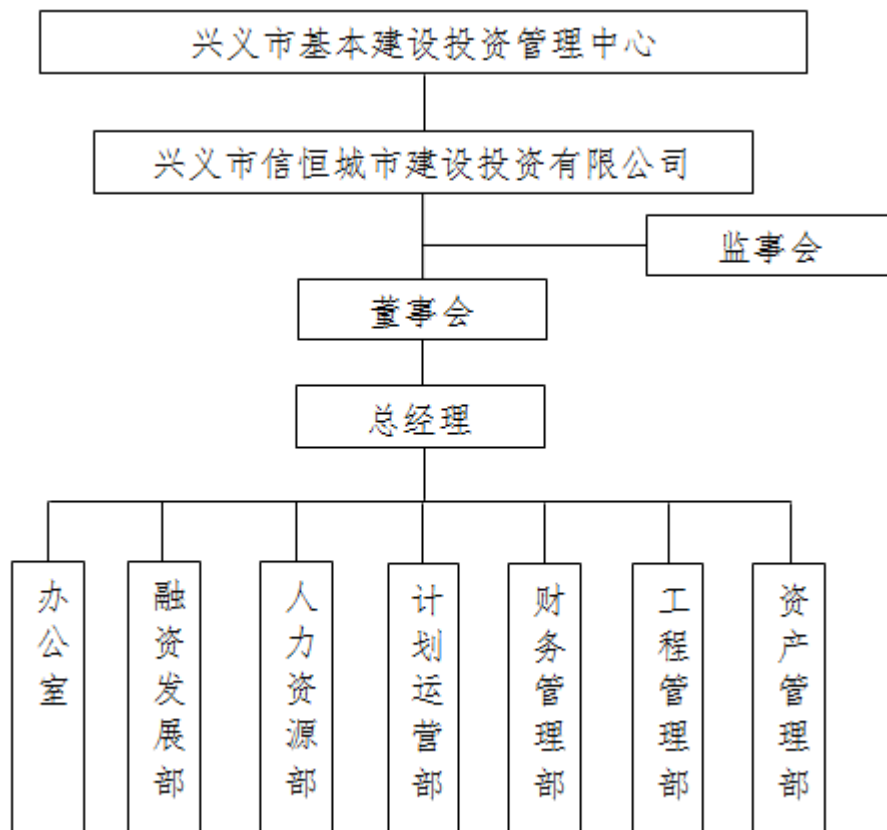 兴义市基本建设投资管理中心
兴义市信恒城市建设投资有限公司
监事会
董事会
总经理
办公室
融资发展部
人力资源部
计划运营部
财务管理部
工程管理部
资产管理部